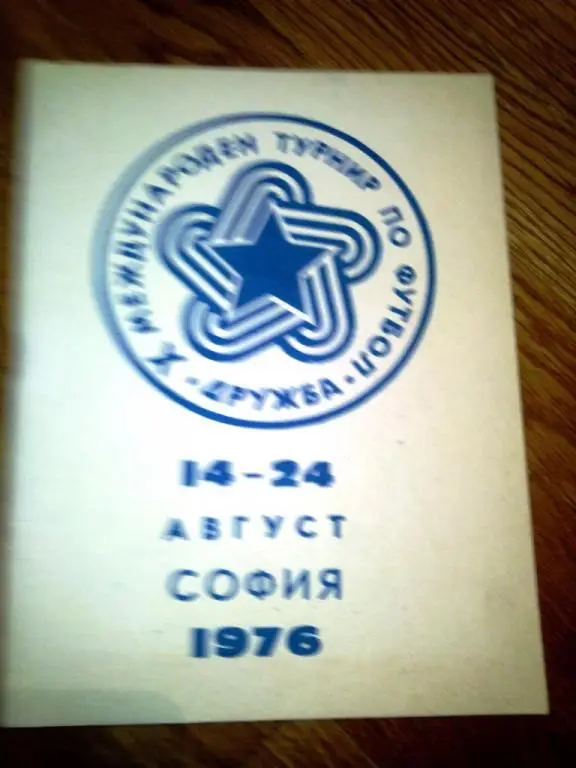 X МЕЖДУНАРОДЕН ТУРНИР ПО ФУТБОЛ
• ДРУЖБА •
14-24
АВГУСТ
СОФИЯ
1976